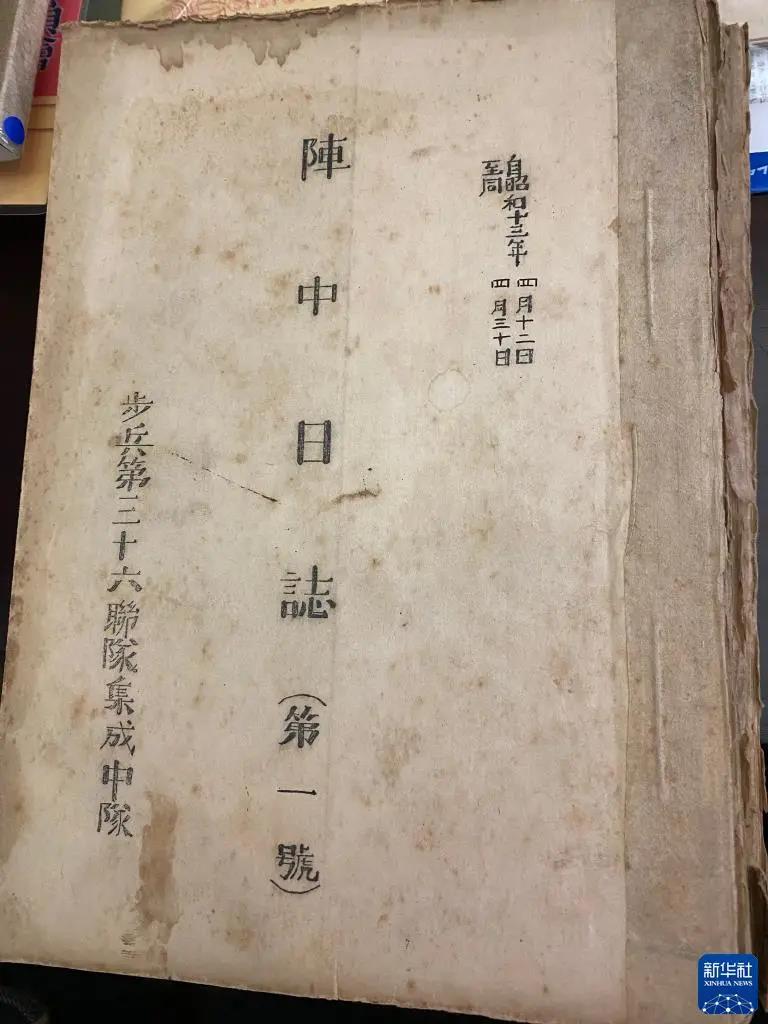 自昭和十三年 四月十二日
至同 四月三十日
陣中日誌（第一號）
步兵第三十六聯隊集成中隊
新华社
XINHUA NEWS